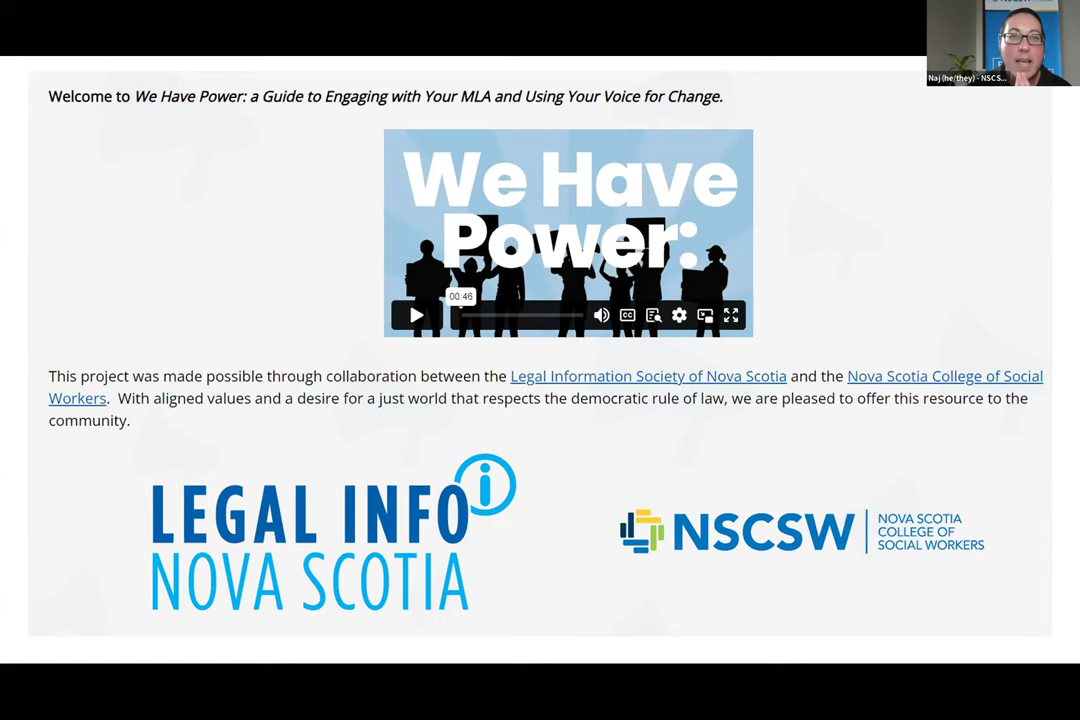 Naj (he/they) - NSCS...
Welcome to We Have Power: a Guide to Engaging with Your MLA and Using Your Voice for Change.
We Have
Power:
00:46
CC
This project was made possible through collaboration between the Legal Information Society of Nova Scotia and the Nova Scotia College of Social
Workers. With aligned values and a desire for a just world that respects the democratic rule of law, we are pleased to offer this resource to the
community.
LEGAL INFO
NOVA SCOTIA
NSCSW
NOVA SCOTIA
COLLEGE OF
SOCIAL WORKERS